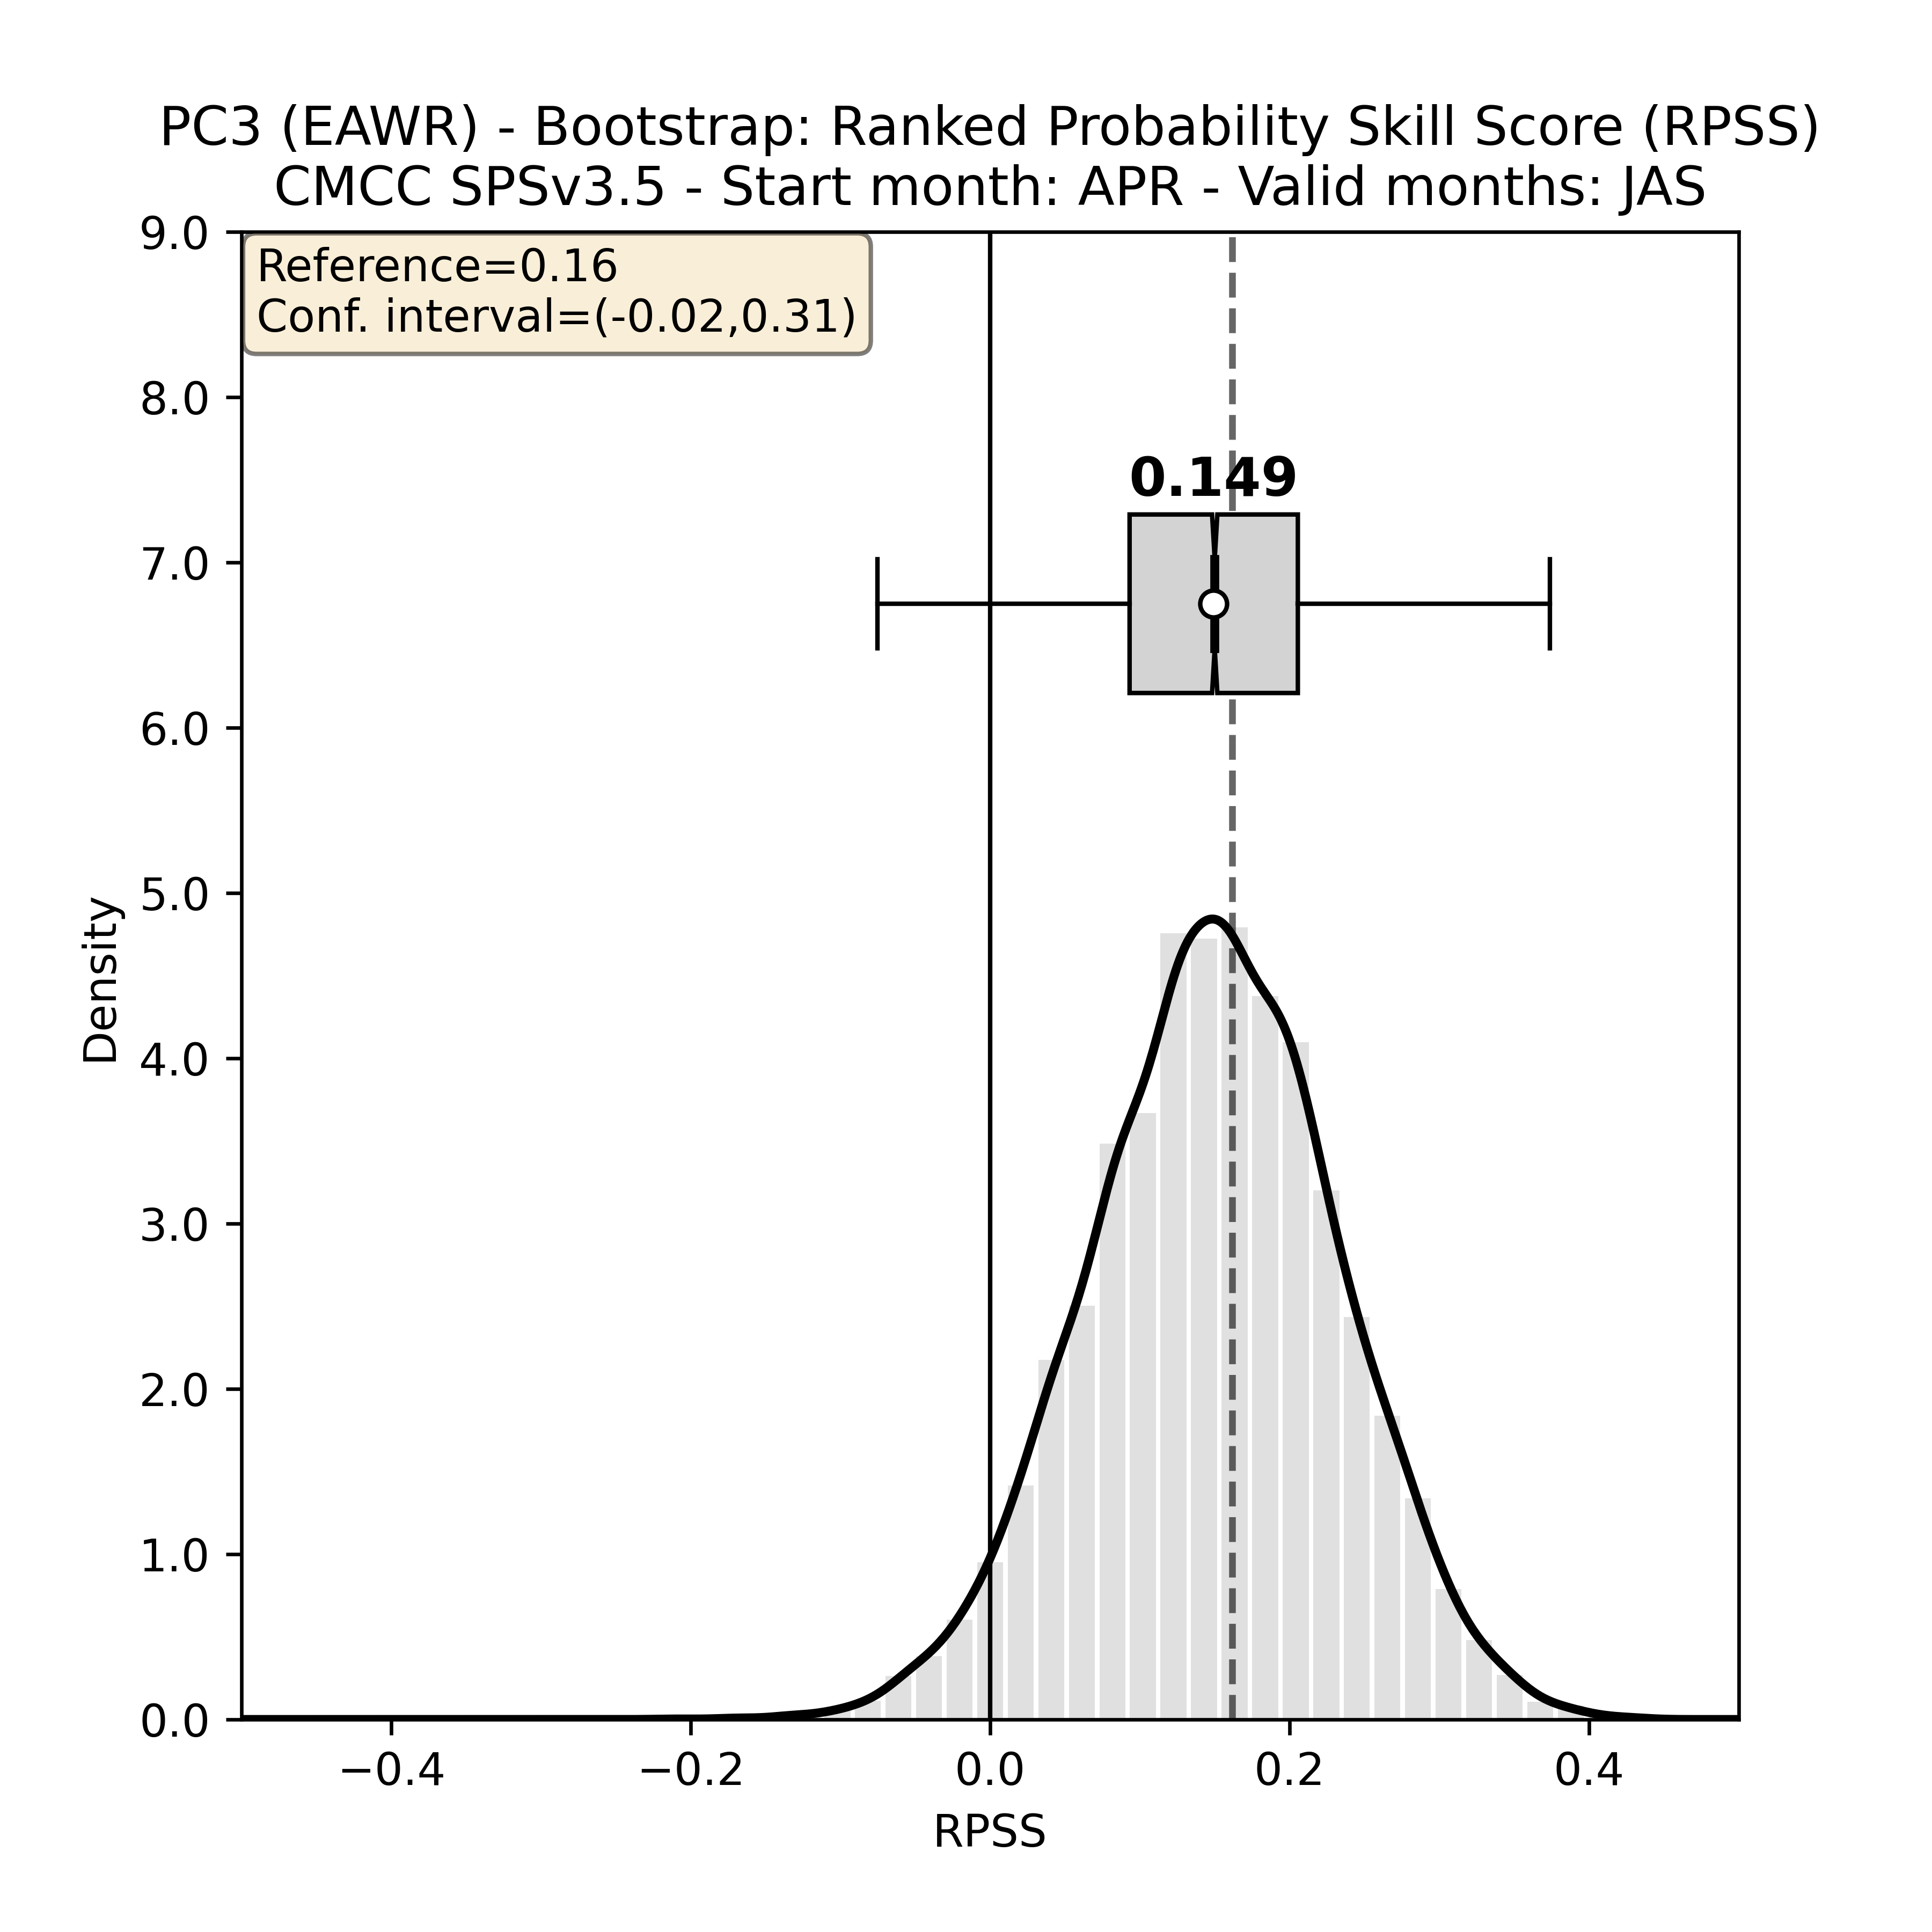 PC3 (EAWR) - Bootstrap: Ranked Probability Skill Score (RPSS)
CMCC SPSv3.5 - Start month: APR - Valid months: JAS
Reference=0.16
Conf. interval=(-0.02,0.31)
0.149
9.0
8.0
7.0
6.0
5.0
4.0
3.0
2.0
1.0
0.0
Density
−0.4
−0.2
0.0
0.2
0.4
RPSS